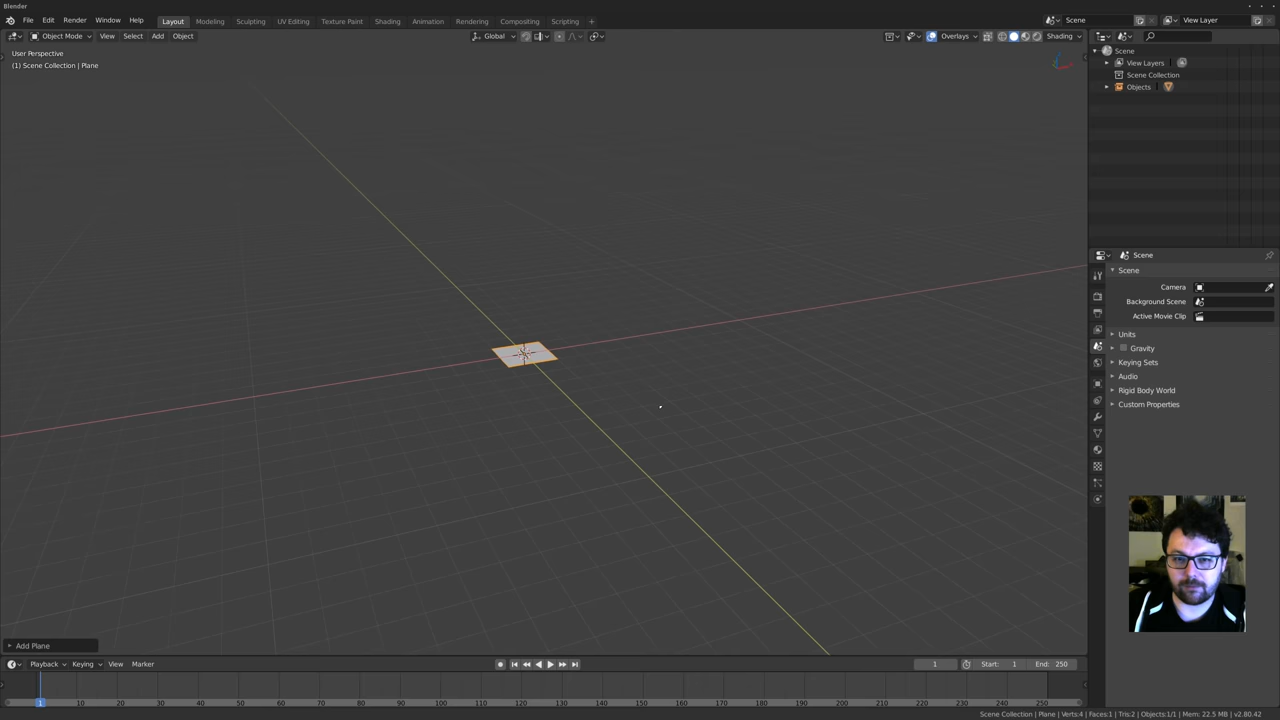 Blender
File Edit Render Window Help
Layout Modeling Sculpting UV Editing Texture Paint Shading Animation Rendering Compositing Scripting +
Scene
View Layer
Object Mode View Select Add Object
Global
Overlays
Shading
User Perspective
(1) Scene Collection | Plane
Scene
View Layers
Scene Collection
Objects
Scene
Scene
Camera
Background Scene
Active Movie Clip
Units
Gravity
Keying Sets
Audio
Rigid Body World
Custom Properties
Add Plane
Playback Keying View Marker
1
Start: 1
End: 250
1 10 20 30 40 50 60 70 80 90 100 110 120 130 140 150 160 170 180 190 200 210 220 230 240 250
Scene Collection | Plane | Verts:4 | Faces:1 | Tris:2 | Objects:1/1 | Mem: 22.5 MB | v2.80.42